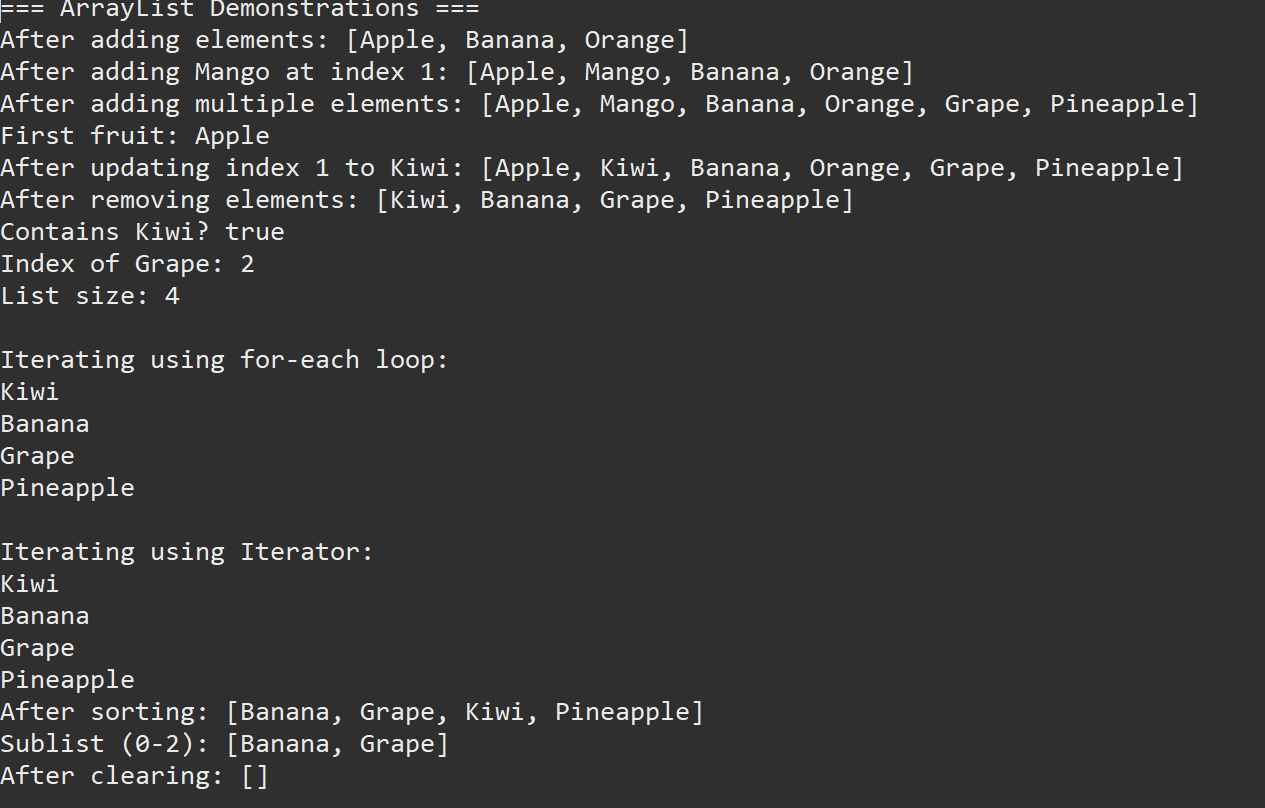 === ArrayList Demonstrations ===
After adding elements: [Apple, Banana, Orange]
After adding Mango at index 1: [Apple, Mango, Banana, Orange]
After adding multiple elements: [Apple, Mango, Banana, Orange, Grape, Pineapple]
First fruit: Apple
After updating index 1 to Kiwi: [Apple, Kiwi, Banana, Orange, Grape, Pineapple]
After removing elements: [Kiwi, Banana, Grape, Pineapple]
Contains Kiwi? true
Index of Grape: 2
List size: 4

Iterating using for-each loop:
Kiwi
Banana
Grape
Pineapple

Iterating using Iterator:
Kiwi
Banana
Grape
Pineapple
After sorting: [Banana, Grape, Kiwi, Pineapple]
Sublist (0-2): [Banana, Grape]
After clearing: []